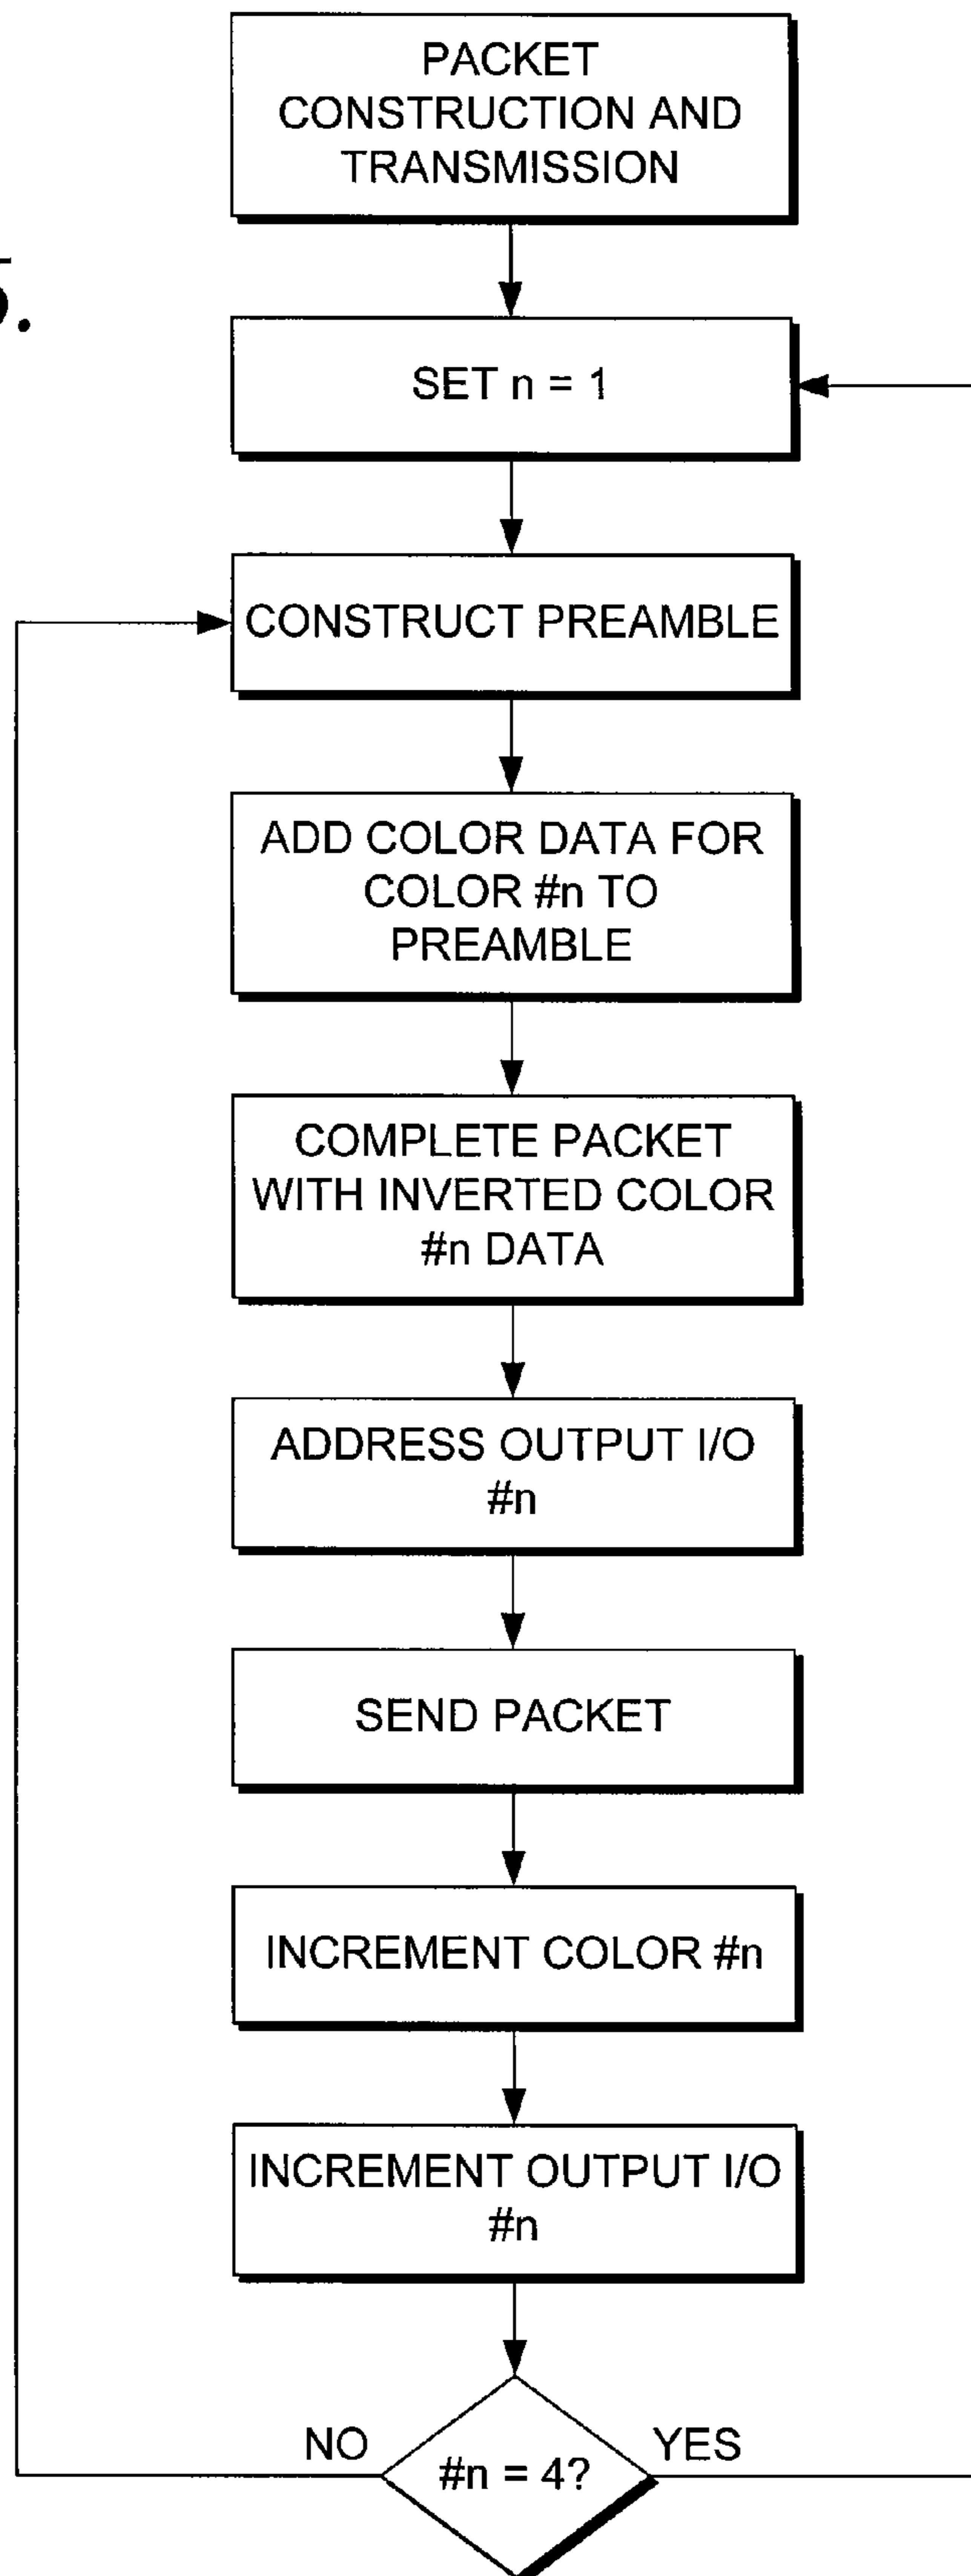 PACKET
CONSTRUCTION AND
TRANSMISSION
SET n = 1
CONSTRUCT PREAMBLE
ADD COLOR DATA FOR
COLOR #n TO
PREAMBLE
COMPLETE PACKET
WITH INVERTED COLOR
#n DATA
ADDRESS OUTPUT I/O
#n
SEND PACKET
INCREMENT COLOR #n
INCREMENT OUTPUT I/O
#n
NO
#n = 4?
YES